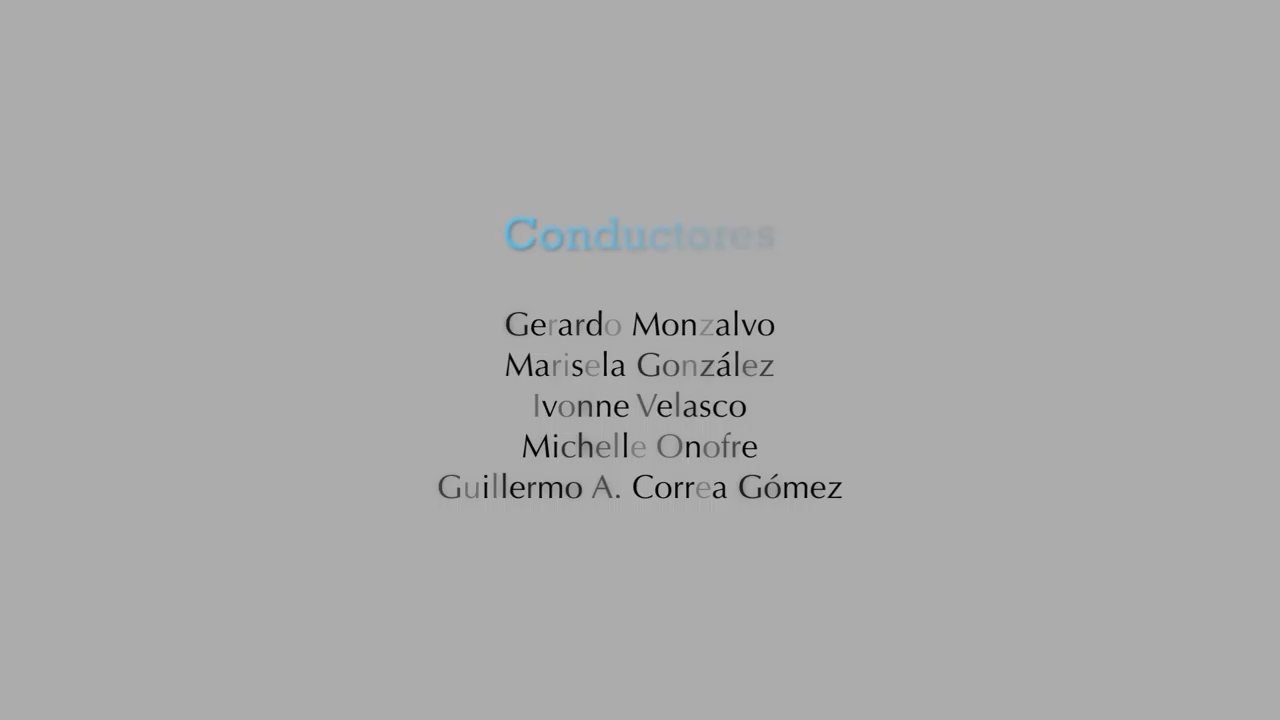 Conductores
Gerardo Monzalvo
Marisela González
Ivonne Velasco
Michelle Onofre
Guillermo A. Correa Gómez